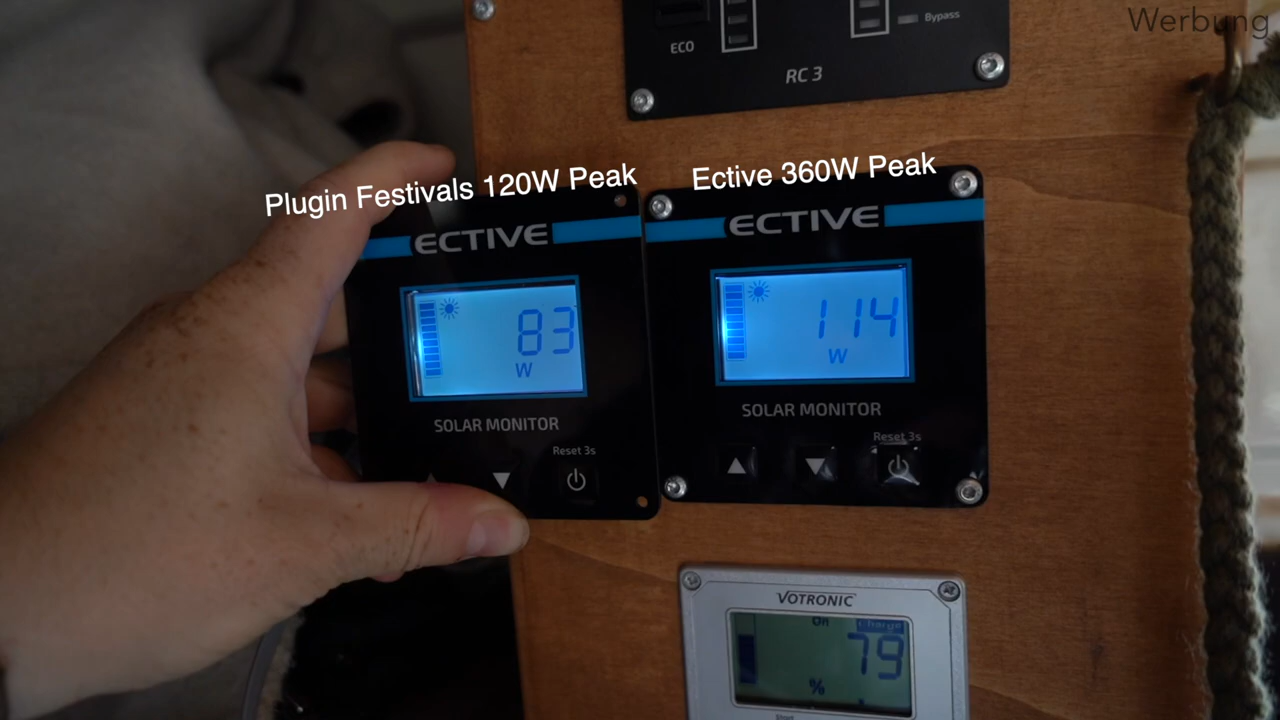 Werbung
Bypass
ECO
RC 3
Plugin Festivals 120W Peak
Ective 360W Peak
ECTIVE
83
W
SOLAR MONITOR
Reset 3s
ECTIVE
114
W
SOLAR MONITOR
Reset 3s
VOTRONIC
On Charge
79
%
Start